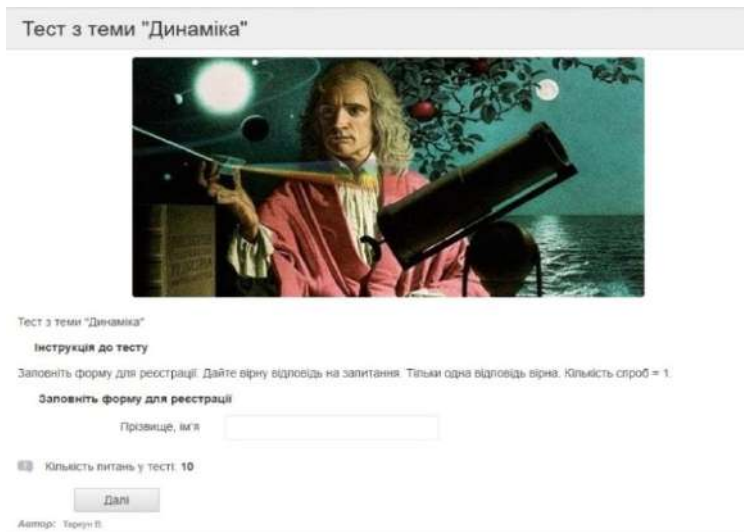 Тест з теми "Динаміка"
Тест з теми "Динаміка"
Інструкція до тесту
Заповніть форму для реєстрації. Дайте вірну відповідь на запитання. Тільки одна відповідь вірна. Кількість спроб = 1.
Заповніть форму для реєстрації
Прізвище, ім'я
Кількість питань у тесті: 10
Далі
Автор: